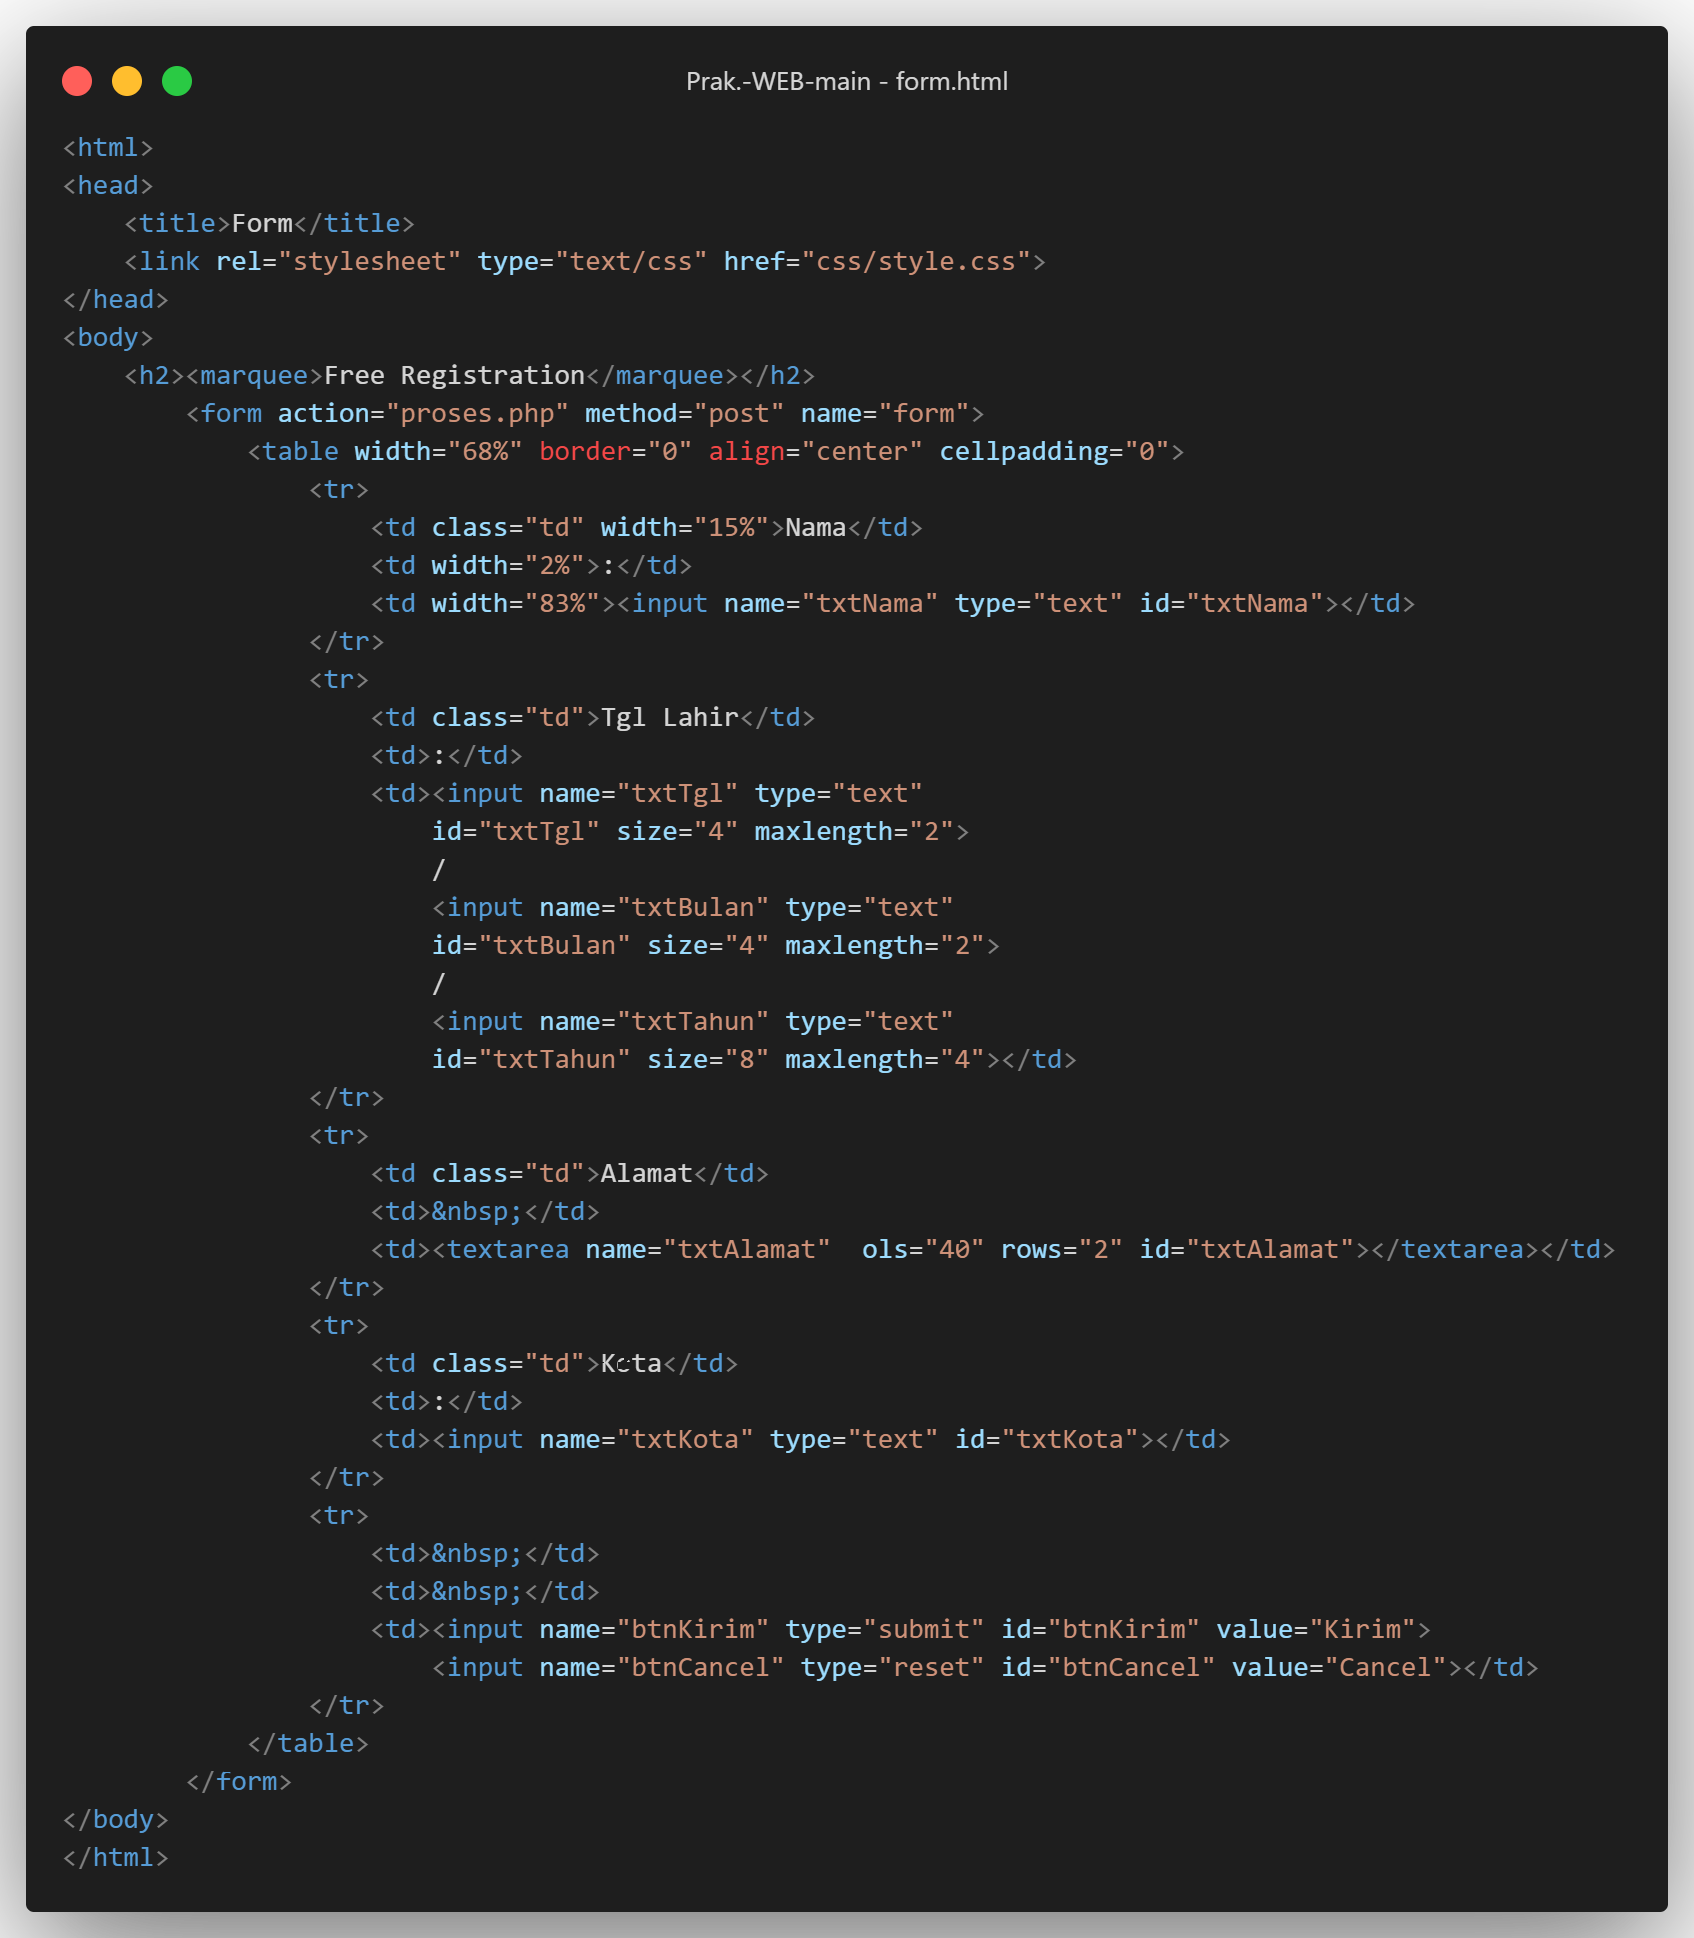 Prak.-WEB-main - form.html
<html>
<head>
    <title>Form</title>
    <link rel="stylesheet" type="text/css" href="css/style.css">
</head>
<body>
    <h2><marquee>Free Registration</marquee></h2>
        <form action="proses.php" method="post" name="form">
            <table width="68%" border="0" align="center" cellpadding="0">
                <tr>
                    <td class="td" width="15%">Nama</td>
                    <td width="2%">:</td>
                    <td width="83%"><input name="txtNama" type="text" id="txtNama"></td>
                </tr>
                <tr>
                    <td class="td">Tgl Lahir</td>
                    <td>:</td>
                    <td><input name="txtTgl" type="text"
                        id="txtTgl" size="4" maxlength="2">
                        /
                        <input name="txtBulan" type="text"
                        id="txtBulan" size="4" maxlength="2">
                        /
                        <input name="txtTahun" type="text"
                        id="txtTahun" size="8" maxlength="4"></td>
                </tr>
                <tr>
                    <td class="td">Alamat</td>
                    <td>&nbsp;</td>
                    <td><textarea name="txtAlamat"  ols="40" rows="2" id="txtAlamat"></textarea></td>
                </tr>
                <tr>
                    <td class="td">Kota</td>
                    <td>:</td>
                    <td><input name="txtKota" type="text" id="txtKota"></td>
                </tr>
                <tr>
                    <td>&nbsp;</td>
                    <td>&nbsp;</td>
                    <td><input name="btnKirim" type="submit" id="btnKirim" value="Kirim">
                        <input name="btnCancel" type="reset" id="btnCancel" value="Cancel"></td>
                </tr>
            </table>
        </form>
</body>
</html>